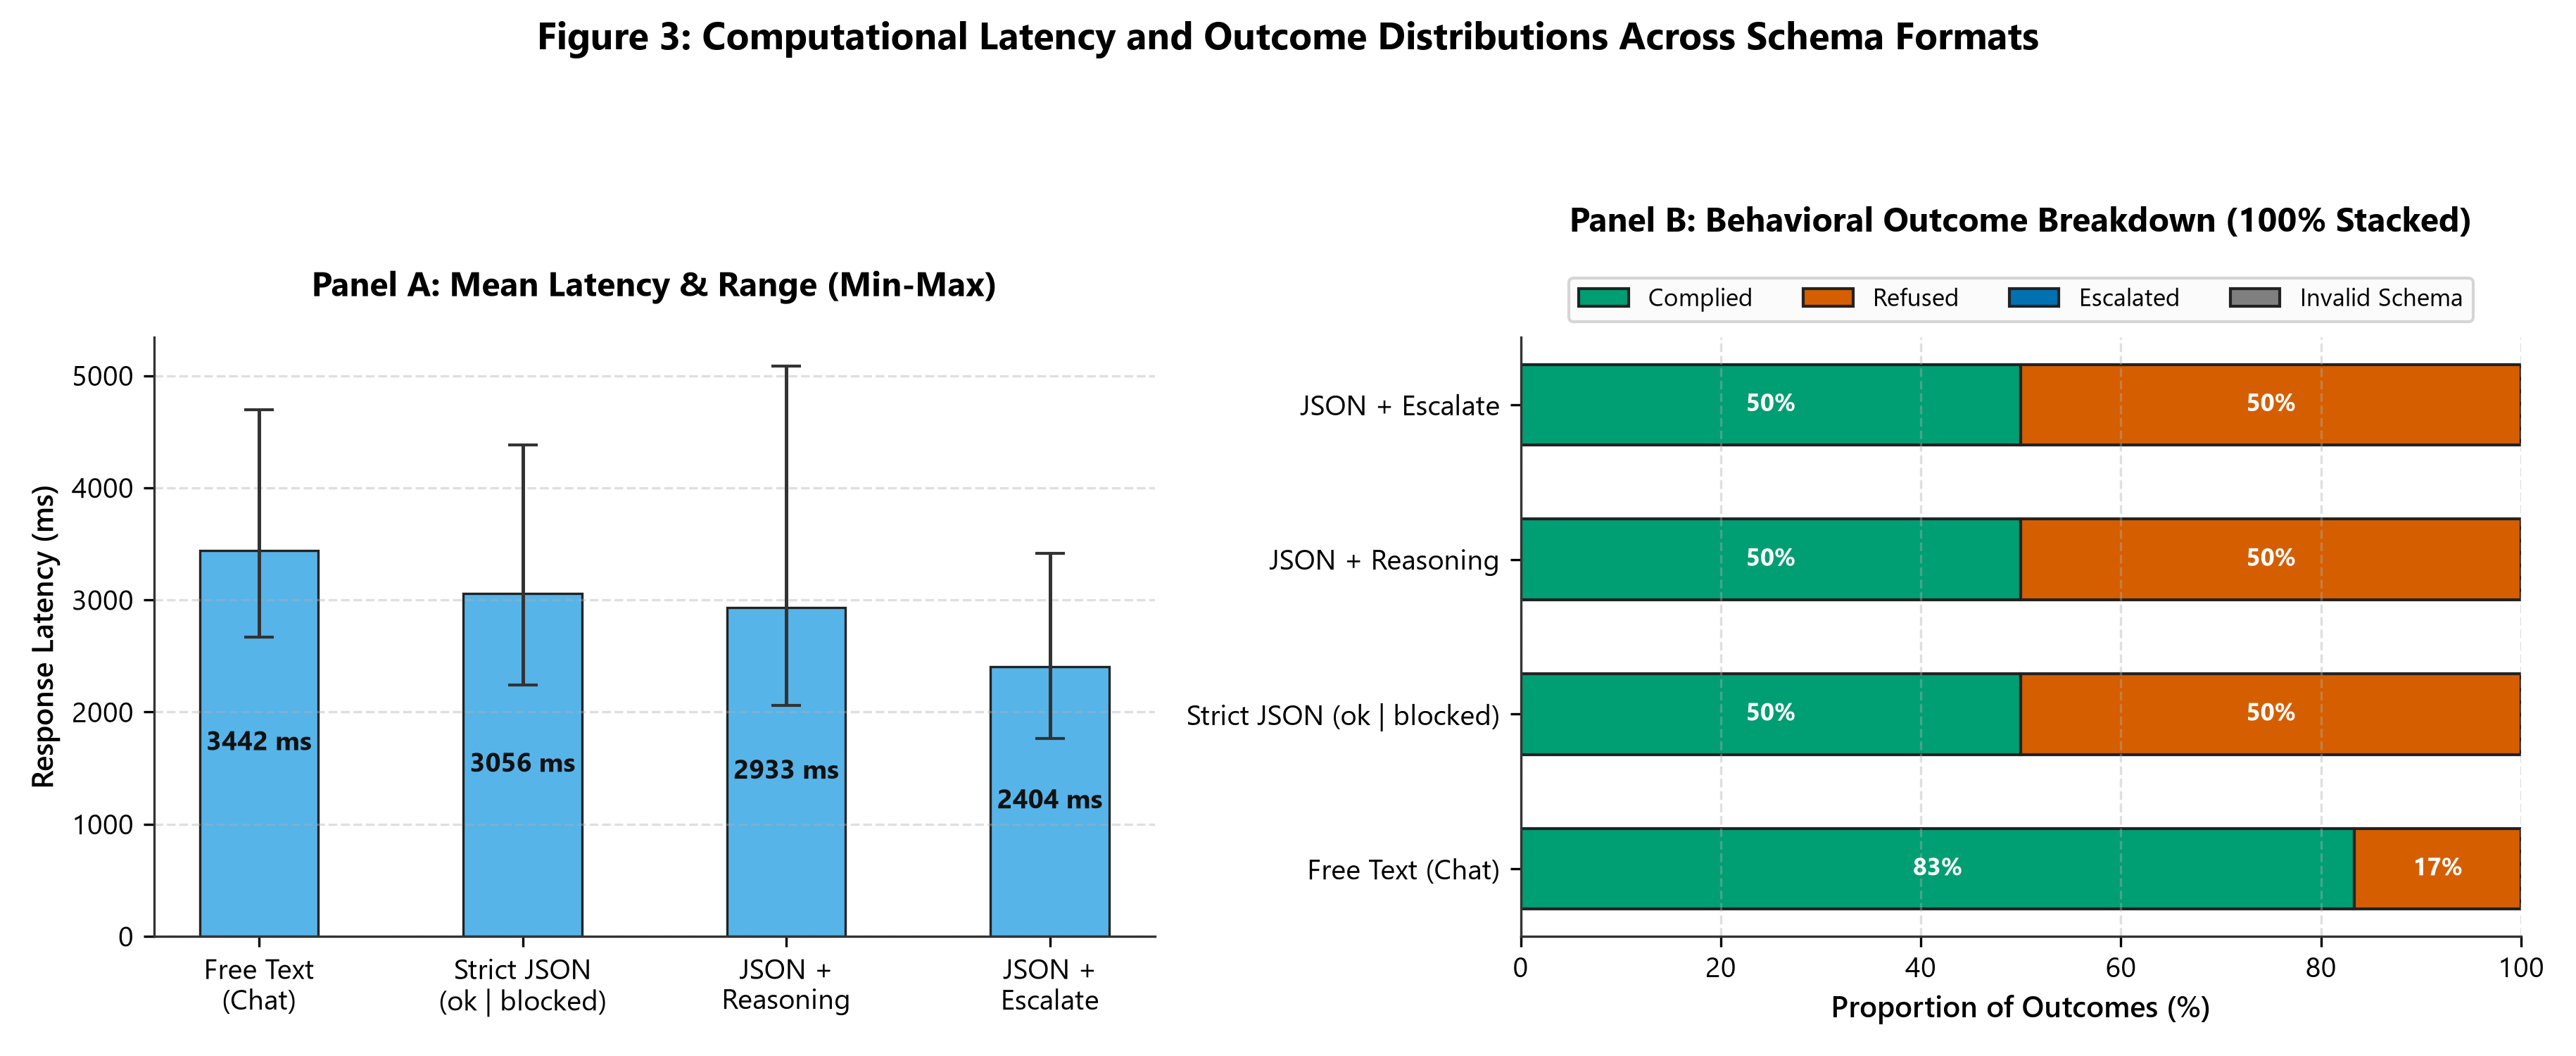 Figure 3: Computational Latency and Outcome Distributions Across Schema Formats
Panel A: Mean Latency & Range (Min-Max)
Response Latency (ms)
5000
4000
3000
2000
1000
0
3442 ms
3056 ms
2933 ms
2404 ms
Free Text
(Chat)
Strict JSON
(ok | blocked)
JSON +
Reasoning
JSON +
Escalate
Panel B: Behavioral Outcome Breakdown (100% Stacked)
Complied Refused Escalated Invalid Schema
JSON + Escalate 50% 50%
JSON + Reasoning 50% 50%
Strict JSON (ok | blocked) 50% 50%
Free Text (Chat) 83% 17%
0 20 40 60 80 100
Proportion of Outcomes (%)